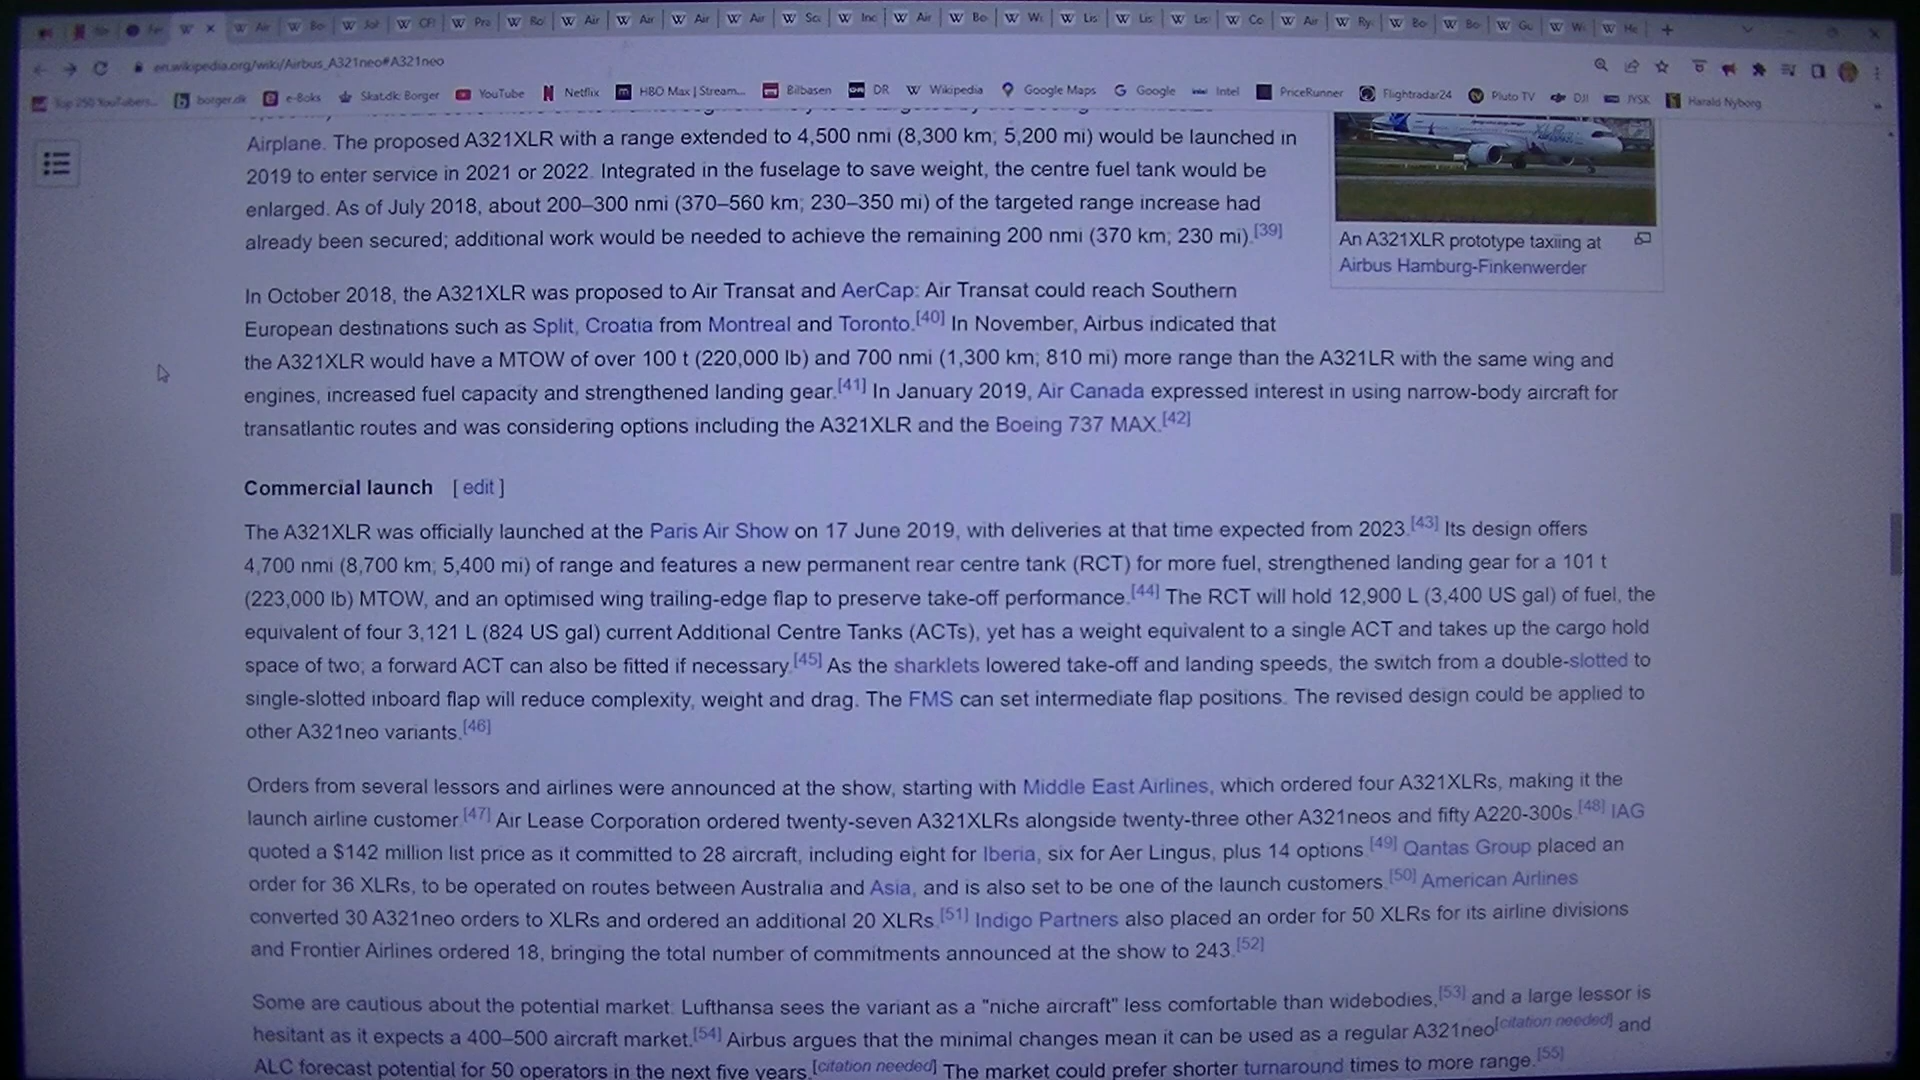 en.wikipedia.org/wiki/Airbus_A321neo#A321neo
Top 250 YouTubers... borger.dk e-Boks Skat.dk: Borger YouTube Netflix HBO Max | Stream... Bilbasen DR Wikipedia Google Maps Google Intel PriceRunner Flightradar24 Pluto TV DJI JYSK Harald Nyborg
Airplane. The proposed A321XLR with a range extended to 4,500 nmi (8,300 km; 5,200 mi) would be launched in
2019 to enter service in 2021 or 2022. Integrated in the fuselage to save weight, the centre fuel tank would be
enlarged. As of July 2018, about 200–300 nmi (370–560 km; 230–350 mi) of the targeted range increase had
already been secured; additional work would be needed to achieve the remaining 200 nmi (370 km; 230 mi).[39]
An A321XLR prototype taxiing at
Airbus Hamburg-Finkenwerder
In October 2018, the A321XLR was proposed to Air Transat and AerCap: Air Transat could reach Southern
European destinations such as Split, Croatia from Montreal and Toronto.[40] In November, Airbus indicated that
the A321XLR would have a MTOW of over 100 t (220,000 lb) and 700 nmi (1,300 km; 810 mi) more range than the A321LR with the same wing and
engines, increased fuel capacity and strengthened landing gear.[41] In January 2019, Air Canada expressed interest in using narrow-body aircraft for
transatlantic routes and was considering options including the A321XLR and the Boeing 737 MAX.[42]
Commercial launch [ edit ]
The A321XLR was officially launched at the Paris Air Show on 17 June 2019, with deliveries at that time expected from 2023.[43] Its design offers
4,700 nmi (8,700 km; 5,400 mi) of range and features a new permanent rear centre tank (RCT) for more fuel, strengthened landing gear for a 101 t
(223,000 lb) MTOW, and an optimised wing trailing-edge flap to preserve take-off performance.[44] The RCT will hold 12,900 L (3,400 US gal) of fuel, the
equivalent of four 3,121 L (824 US gal) current Additional Centre Tanks (ACTs), yet has a weight equivalent to a single ACT and takes up the cargo hold
space of two; a forward ACT can also be fitted if necessary.[45] As the sharklets lowered take-off and landing speeds, the switch from a double-slotted to
single-slotted inboard flap will reduce complexity, weight and drag. The FMS can set intermediate flap positions. The revised design could be applied to
other A321neo variants.[46]
Orders from several lessors and airlines were announced at the show, starting with Middle East Airlines, which ordered four A321XLRs, making it the
launch airline customer.[47] Air Lease Corporation ordered twenty-seven A321XLRs alongside twenty-three other A321neos and fifty A220-300s.[48] IAG
quoted a $142 million list price as it committed to 28 aircraft, including eight for Iberia, six for Aer Lingus, plus 14 options.[49] Qantas Group placed an
order for 36 XLRs, to be operated on routes between Australia and Asia, and is also set to be one of the launch customers.[50] American Airlines
converted 30 A321neo orders to XLRs and ordered an additional 20 XLRs.[51] Indigo Partners also placed an order for 50 XLRs for its airline divisions
and Frontier Airlines ordered 18, bringing the total number of commitments announced at the show to 243.[52]
Some are cautious about the potential market: Lufthansa sees the variant as a "niche aircraft" less comfortable than widebodies,[53] and a large lessor is
hesitant as it expects a 400–500 aircraft market.[54] Airbus argues that the minimal changes mean it can be used as a regular A321neo[citation needed] and
ALC forecast potential for 50 operators in the next five years.[citation needed] The market could prefer shorter turnaround times to more range.[55]